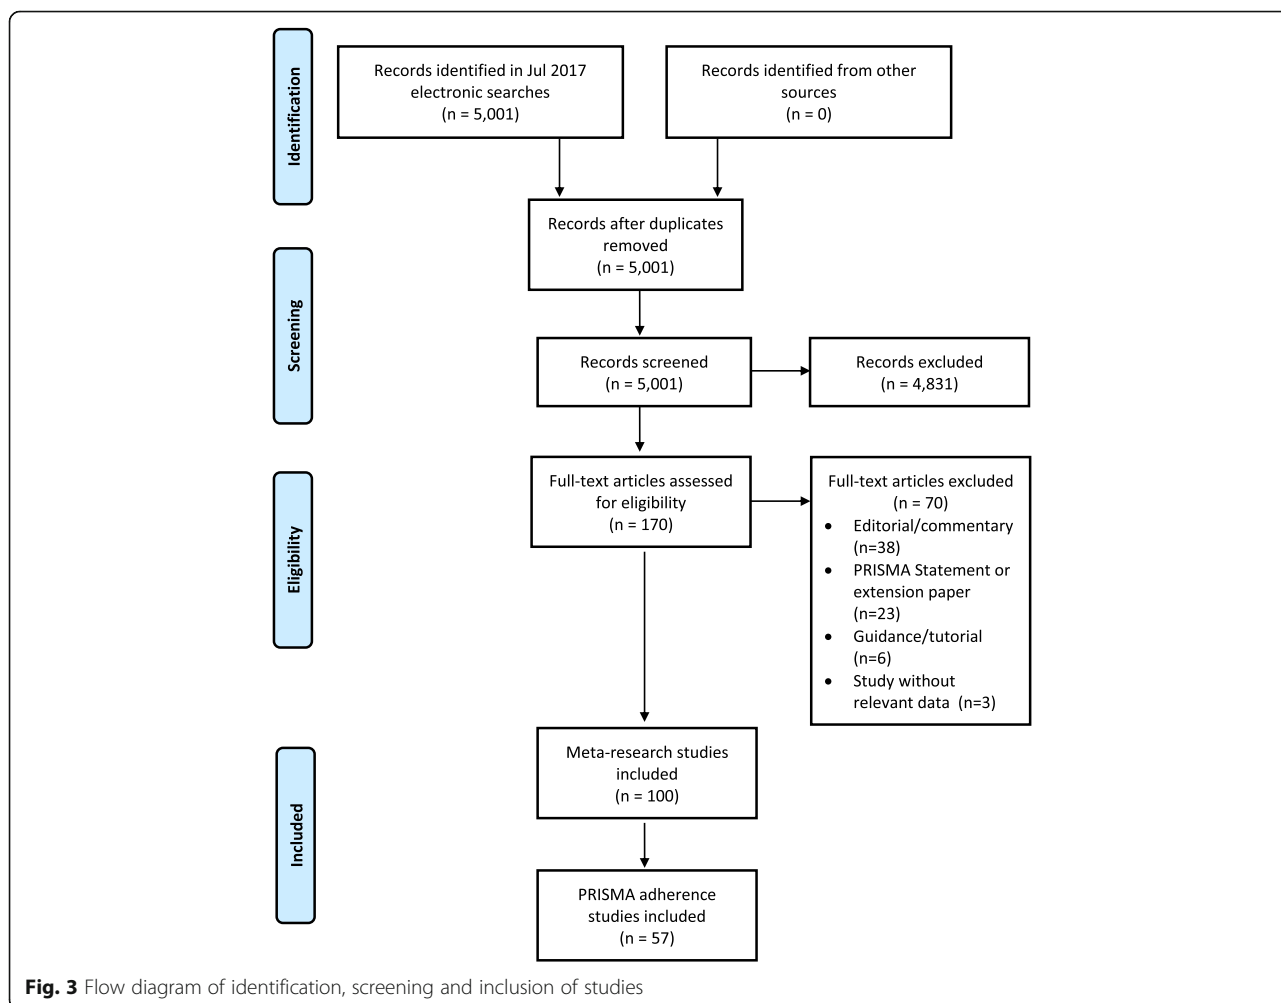 Identification
Records identified in Jul 2017
electronic searches
(n = 5,001)
Records identified from other
sources
(n = 0)
Records after duplicates
removed
(n = 5,001)
Screening
Records screened
(n = 5,001)
Records excluded
(n = 4,831)
Eligibility
Full-text articles assessed
for eligibility
(n = 170)
Full-text articles excluded
(n = 70)
• Editorial/commentary
(n=38)
• PRISMA Statement or
extension paper
(n=23)
• Guidance/tutorial
(n=6)
• Study without
relevant data (n=3)
Included
Meta-research studies
included
(n = 100)
PRISMA adherence
studies included
(n = 57)
Fig. 3 Flow diagram of identification, screening and inclusion of studies